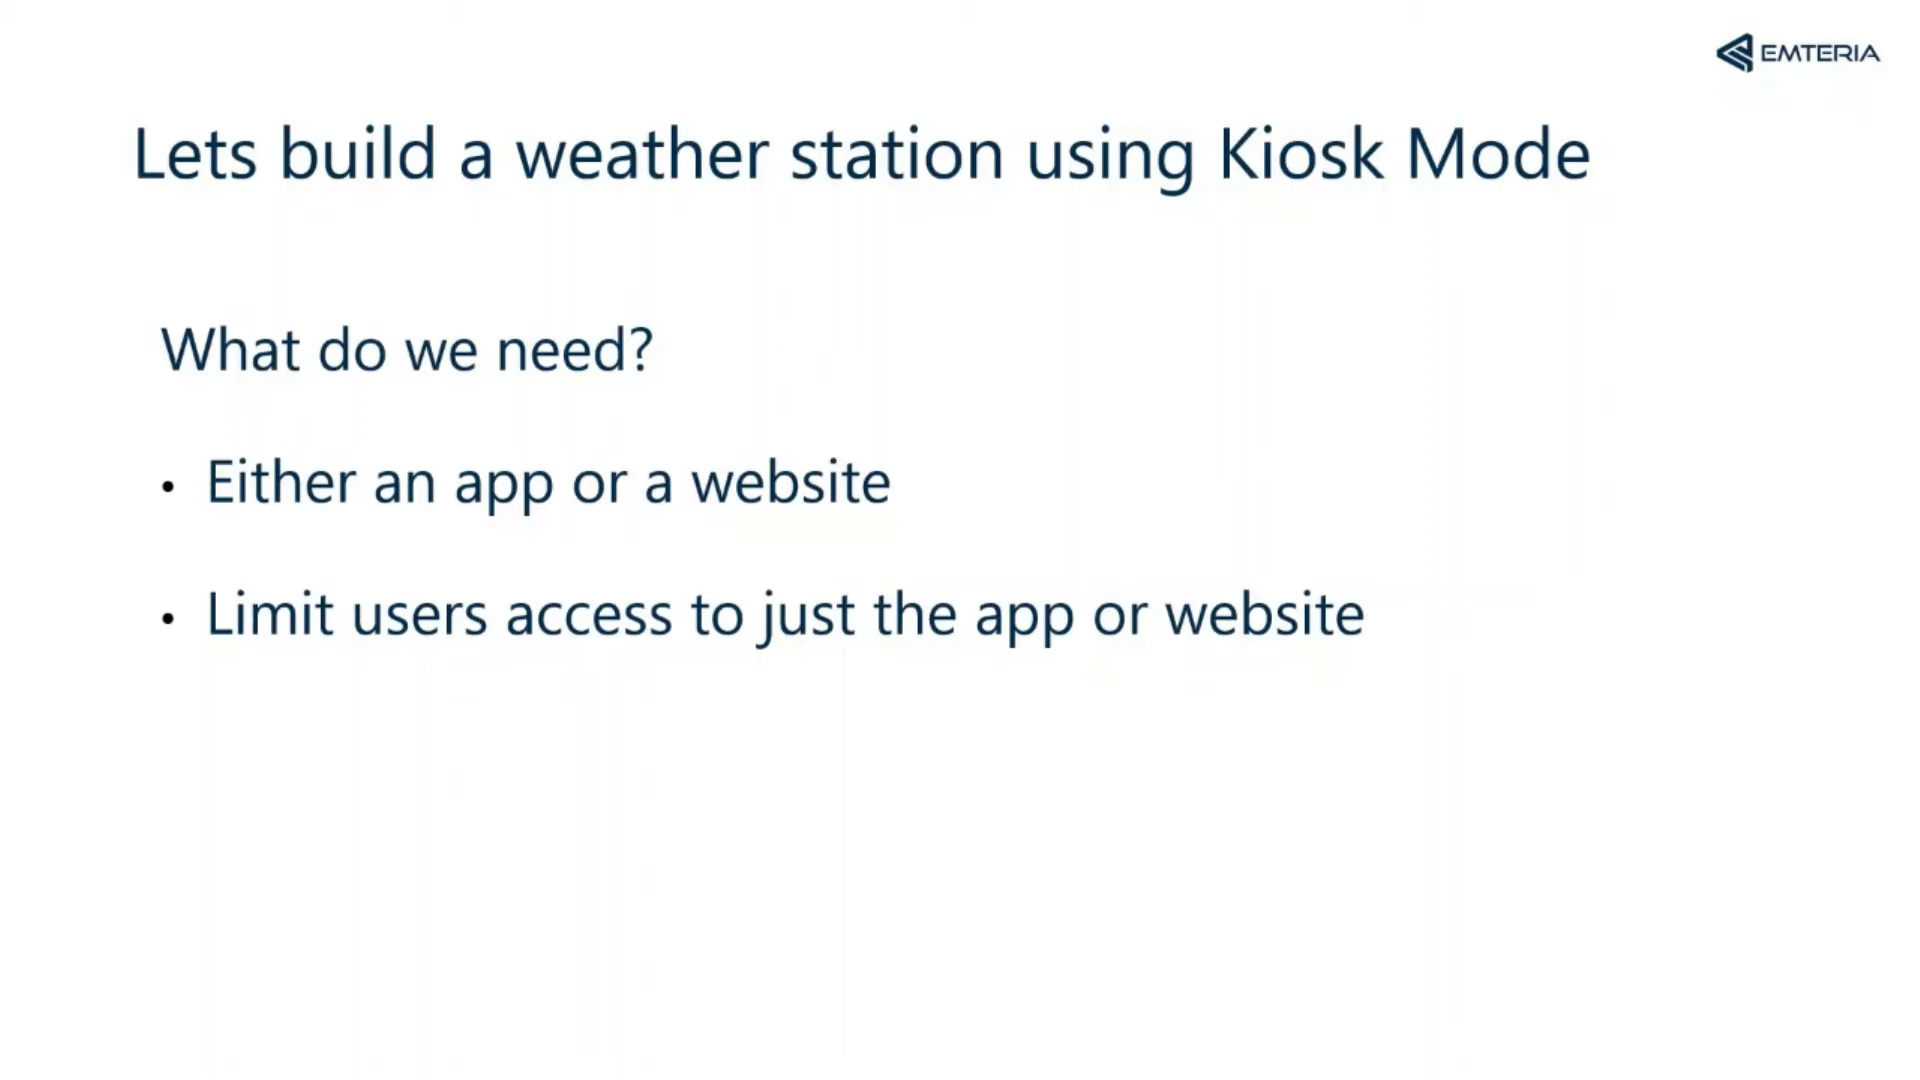 EMTERIA
Lets build a weather station using Kiosk Mode
What do we need?
• Either an app or a website
• Limit users access to just the app or website